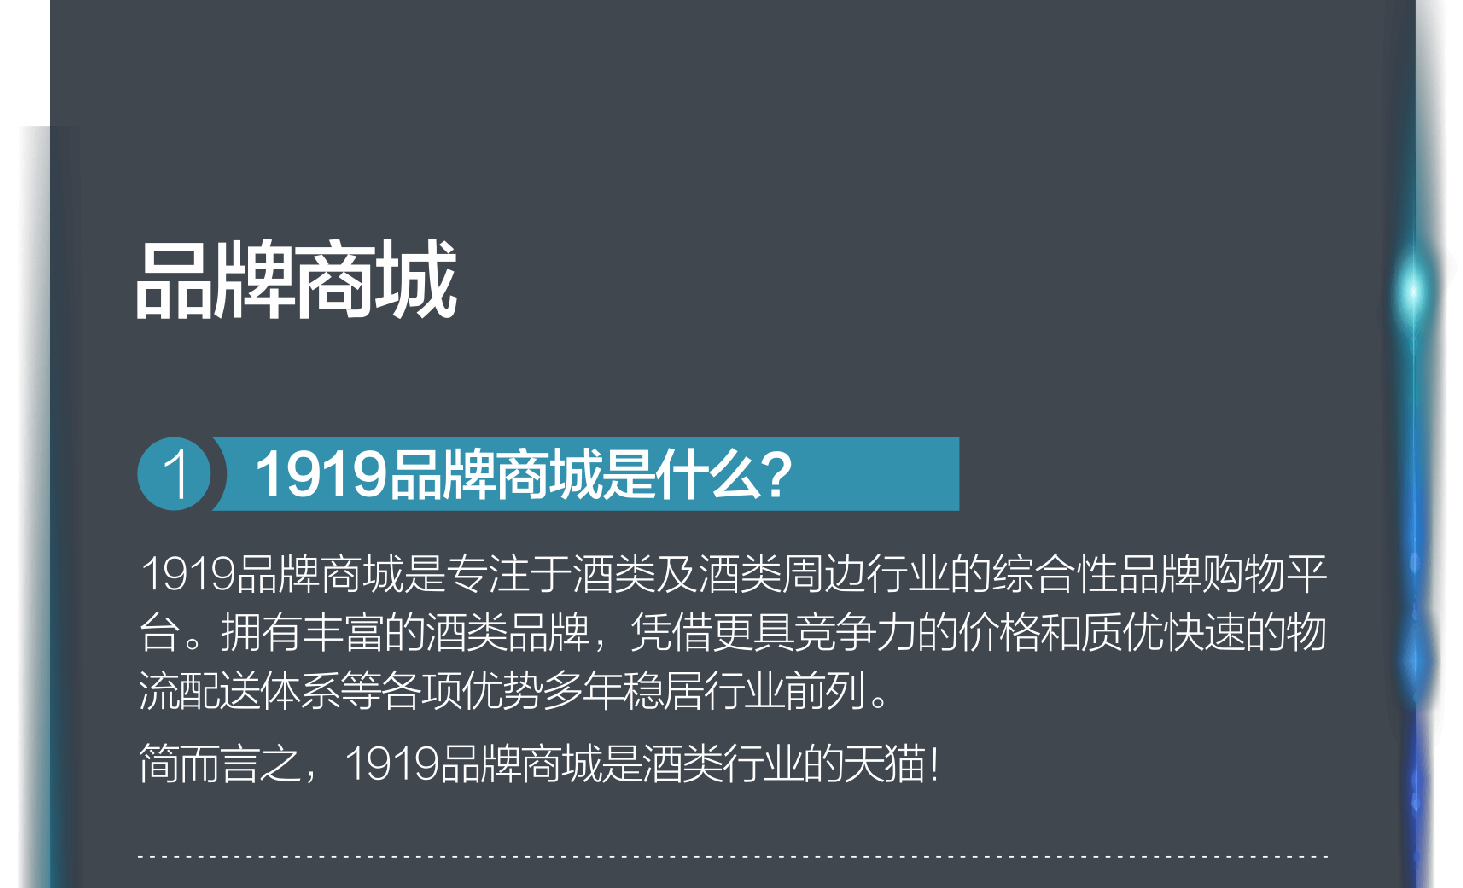 品牌商城
1 1919品牌商城是什么?
1919品牌商城是专注于酒类及酒类周边行业的综合性品牌购物平
台。拥有丰富的酒类品牌，凭借更具竞争力的价格和质优快速的物
流配送体系等各项优势多年稳居行业前列。
简而言之，1919品牌商城是酒类行业的天猫！